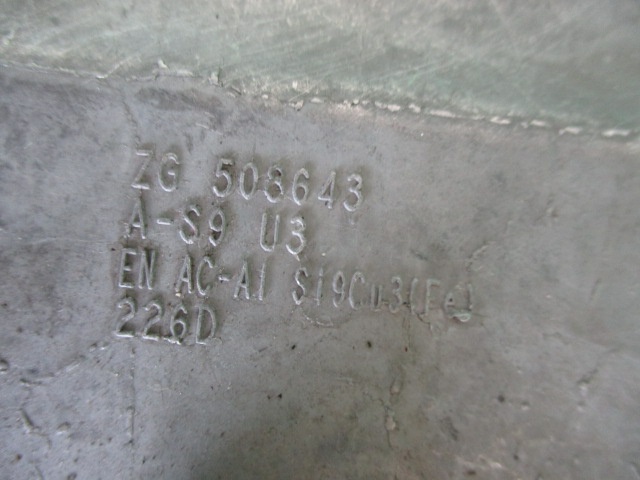 ZG 508643
A-S9 U3
EN AC-Al Si9Cu3(Fe)
226D